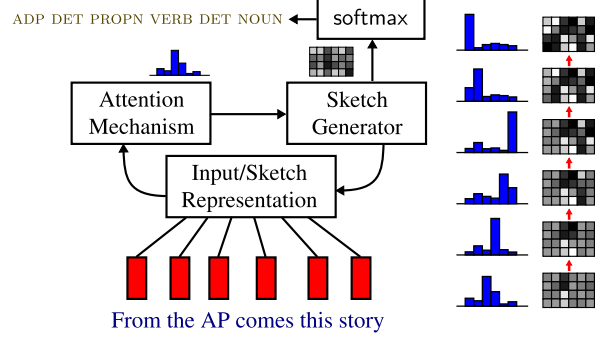 ADP DET PROPN VERB DET NOUN
softmax
Attention
Mechanism
Sketch
Generator
Input/Sketch
Representation
From the AP comes this story